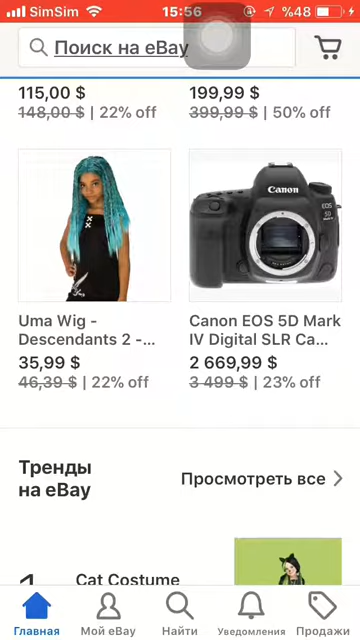 SimSim 15:56 %48
Поиск на eBay
115,00 $
148,00 $ | 22% off
199,99 $
399,99 $ | 50% off
Canon
EOS
5D
Uma Wig -
Descendants 2 -...
35,99 $
46,39 $ | 22% off
Canon EOS 5D Mark
IV Digital SLR Ca...
2 669,99 $
3 499 $ | 23% off
Тренды
на eBay
Просмотреть все
1
Cat Costume
Главная
Мой eBay
Найти
Уведомления
Продажи